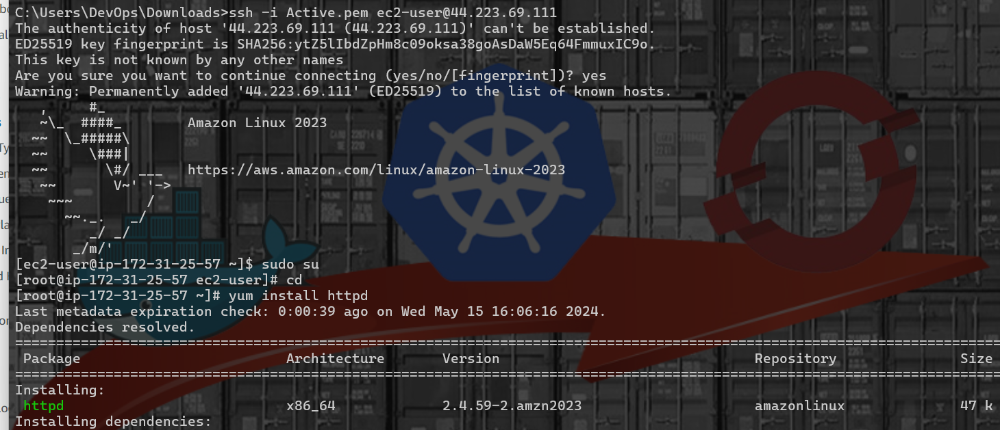 C:\Users\DevOps\Downloads>ssh -i Active.pem ec2-user@44.223.69.111
The authenticity of host '44.223.69.111 (44.223.69.111)' can't be established.
ED25519 key fingerprint is SHA256:ytZ5lIbdZpHm8c09oksa38goAsDaW5Eq64FmmuxIC9o.
This key is not known by any other names
Are you sure you want to continue connecting (yes/no/[fingerprint])? yes
Warning: Permanently added '44.223.69.111' (ED25519) to the list of known hosts.
   ,     #_
   ~\_  ####_        Amazon Linux 2023
  ~~  \_#####\
  ~~     \###|
  ~~       \#/ ___   https://aws.amazon.com/linux/amazon-linux-2023
   ~~       V~' '->
    ~~~         /
      ~~._.   _/
         _/ _/
       _/m/'
[ec2-user@ip-172-31-25-57 ~]$ sudo su
[root@ip-172-31-25-57 ec2-user]# cd
[root@ip-172-31-25-57 ~]# yum install httpd
Last metadata expiration check: 0:00:39 ago on Wed May 15 16:06:16 2024.
Dependencies resolved.
Package Architecture Version Repository Size
Installing:
httpd x86_64 2.4.59-2.amzn2023 amazonlinux 47 k
Installing dependencies: